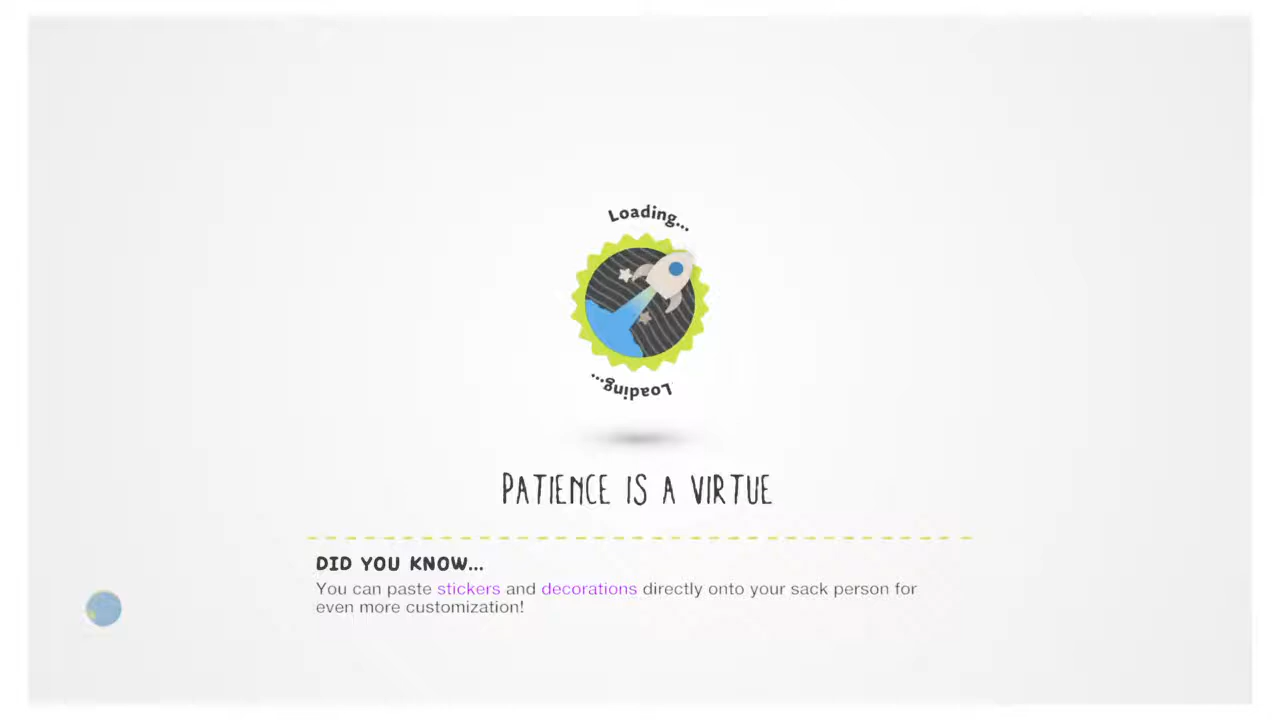 Loading...
Loading...
PATIENCE IS A VIRTUE
DID YOU KNOW...
You can paste stickers and decorations directly onto your sack person for
even more customization!